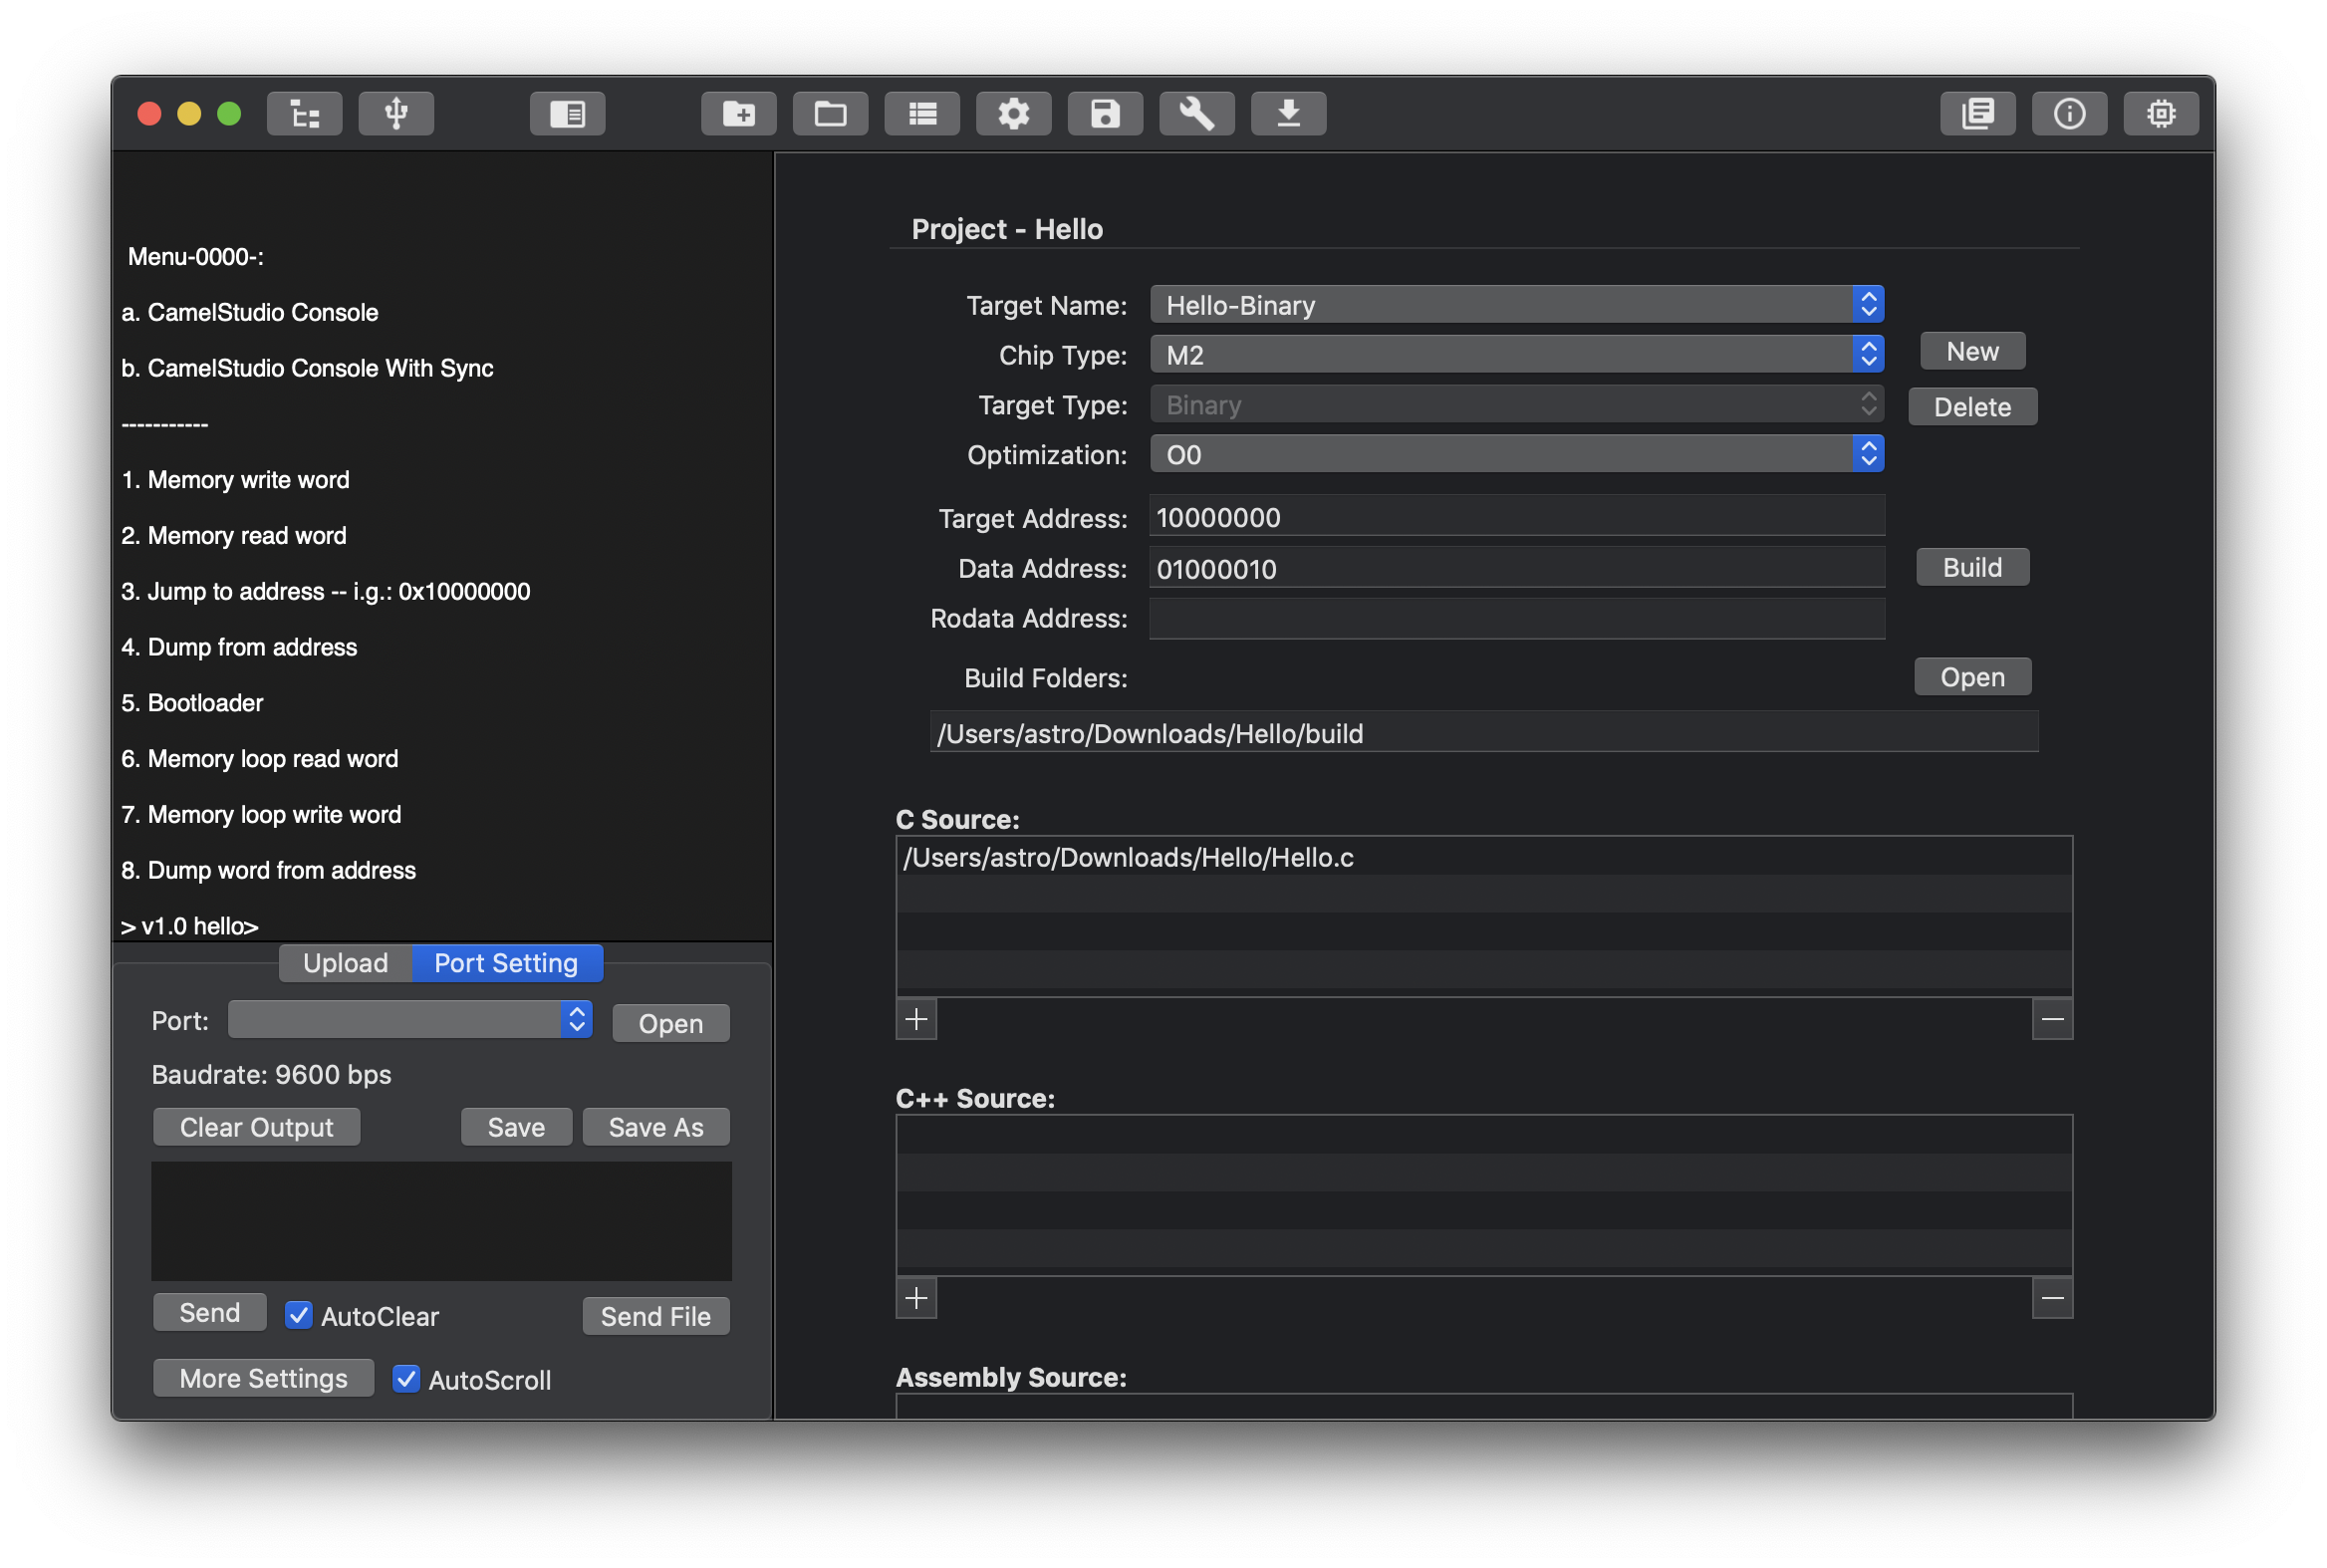 Menu-0000-:
a. CamelStudio Console
b. CamelStudio Console With Sync
-----------
1. Memory write word
2. Memory read word
3. Jump to address -- i.g.: 0x10000000
4. Dump from address
5. Bootloader
6. Memory loop read word
7. Memory loop write word
8. Dump word from address
> v1.0 hello>
Upload Port Setting
Port: Open
Baudrate: 9600 bps
Clear Output Save Save As
Send AutoClear Send File
More Settings AutoScroll
Project - Hello
Target Name: Hello-Binary
Chip Type: M2 New
Target Type: Binary Delete
Optimization: O0
Target Address: 10000000
Data Address: 01000010 Build
Rodata Address:
Build Folders: Open
/Users/astro/Downloads/Hello/build
C Source:
/Users/astro/Downloads/Hello/Hello.c
C++ Source:
Assembly Source: